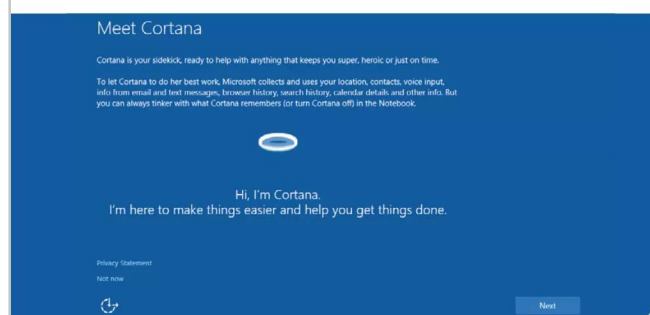 Meet Cortana
Cortana is your sidekick, ready to help with anything that keeps you super, heroic or just on time.
To let Cortana to do her best work, Microsoft collects and uses your location, contacts, voice input,
info from email and text messages, browser history, search history, calendar details and other info. But
you can always tinker with what Cortana remembers (or turn Cortana off) in the Notebook.
Hi, I'm Cortana.
I'm here to make things easier and help you get things done.
Privacy Statement
Not now
Next